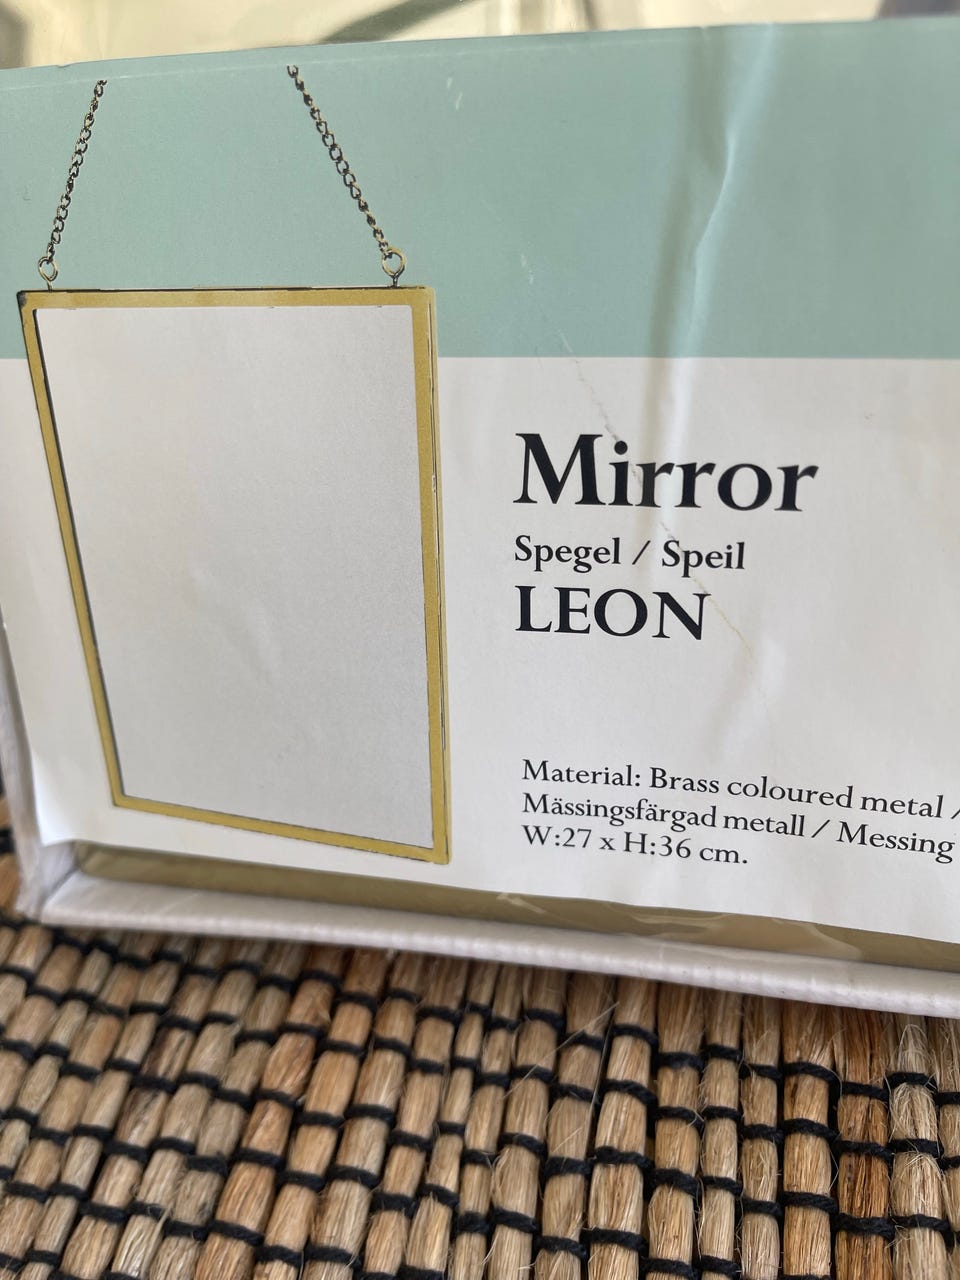 Mirror
Spegel / Speil
LEON
Material: Brass coloured metal /
Mässingsfärgad metall / Messing
W:27 x H:36 cm.